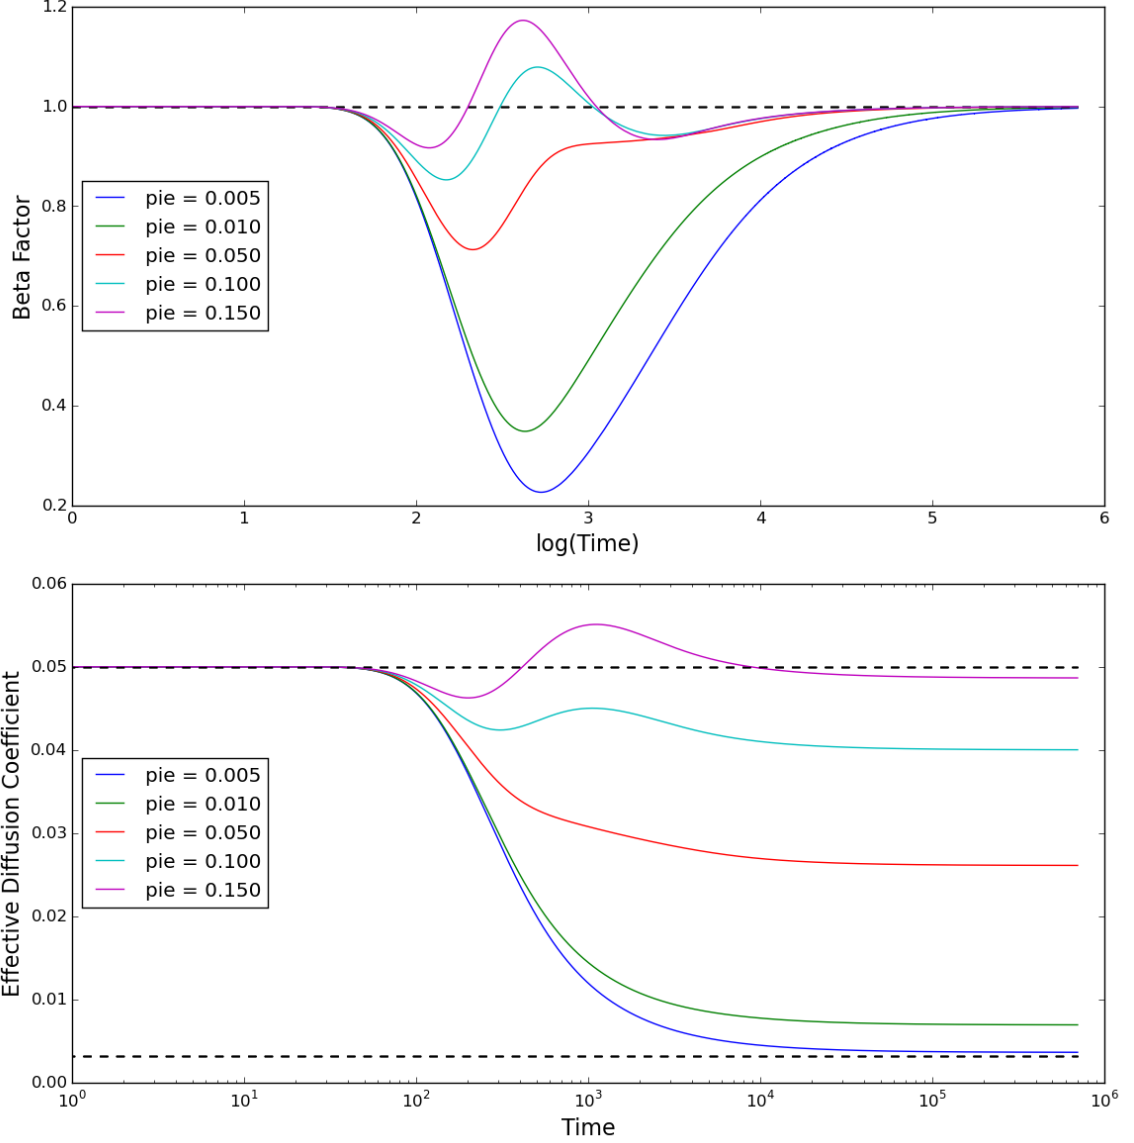 1.2
1.0
0.8
0.6
0.4
0.2
Beta Factor
pie = 0.005
pie = 0.010
pie = 0.050
pie = 0.100
pie = 0.150
0 1 2 3 4 5 6
log(Time)
0.06
0.05
0.04
0.03
0.02
0.01
0.00
Effective Diffusion Coefficient
pie = 0.005
pie = 0.010
pie = 0.050
pie = 0.100
pie = 0.150
10⁰ 10¹ 10² 10³ 10⁴ 10⁵ 10⁶
Time